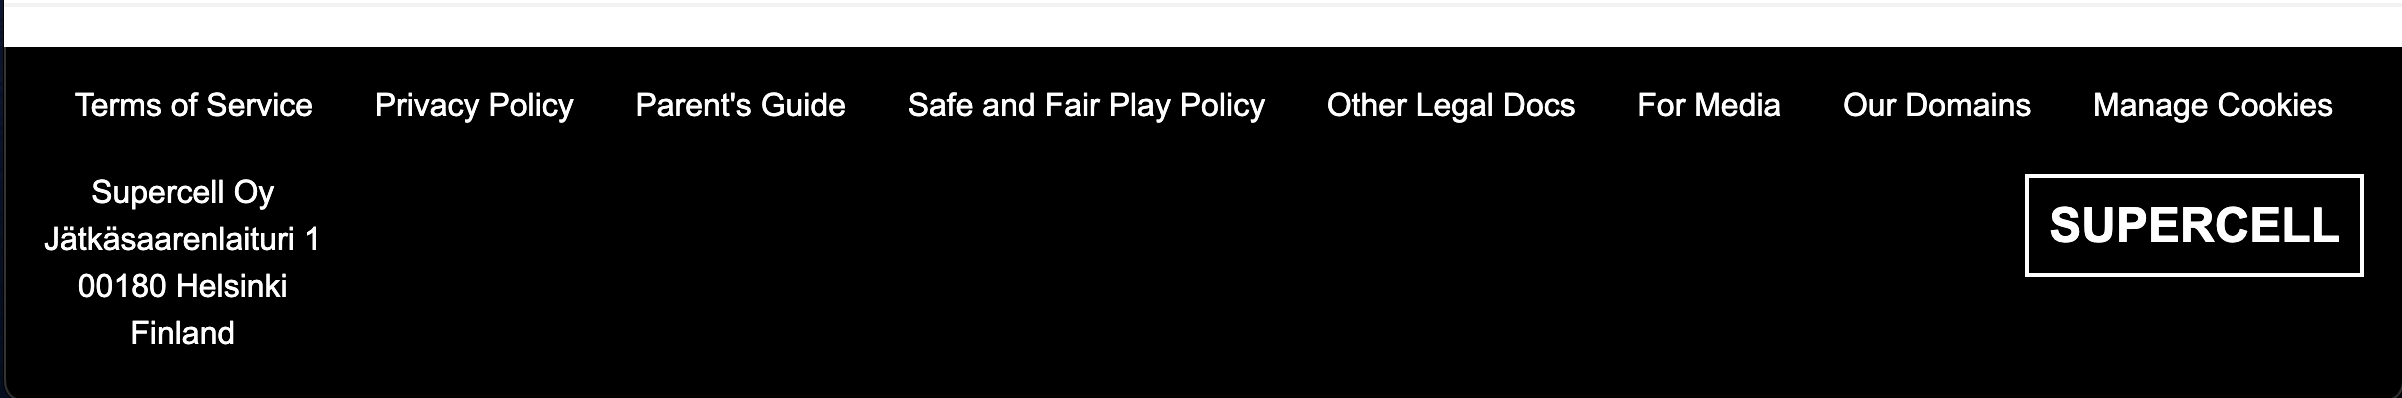 Terms of Service Privacy Policy Parent's Guide Safe and Fair Play Policy Other Legal Docs For Media Our Domains Manage Cookies
Supercell Oy
Jätkäsaarenlaituri 1
00180 Helsinki
Finland
SUPERCELL